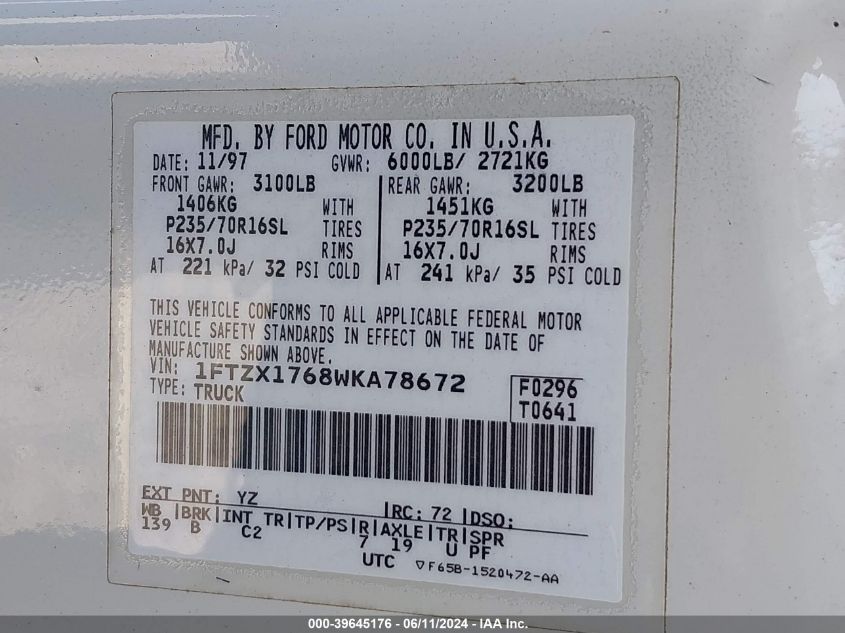 MFD. BY FORD MOTOR CO. IN U.S.A.
DATE: 11/97 GVWR: 6000LB/ 2721KG
FRONT GAWR: 3100LB REAR GAWR: 3200LB
1406KG WITH 1451KG WITH
P235/70R16SL TIRES P235/70R16SL TIRES
16X7.0J RIMS 16X7.0J RIMS
AT 221 kPa/ 32 PSI COLD AT 241 kPa/ 35 PSI COLD
THIS VEHICLE CONFORMS TO ALL APPLICABLE FEDERAL MOTOR
VEHICLE SAFETY STANDARDS IN EFFECT ON THE DATE OF
MANUFACTURE SHOWN ABOVE.
VIN: 1FTZX1768WKA78672 F0296
TYPE: TRUCK T0641
EXT PNT: YZ RC: 72 DSO:
WB BRK INT TR TP/PS R AXLE TR SPR
139 B C2 7 19 U PF
UTC ▽F65B-1520472-AA
000-39645176 - 06/11/2024 - IAA Inc.